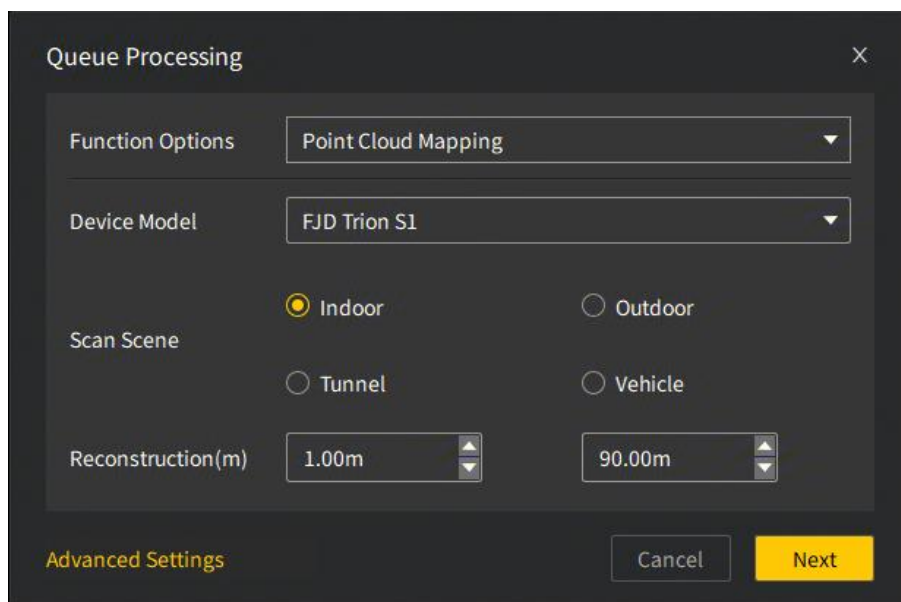 Queue Processing
Function Options Point Cloud Mapping
Device Model FJD Trion S1
Scan Scene
Indoor Outdoor
Tunnel Vehicle
Reconstruction(m) 1.00m 90.00m
Advanced Settings Cancel Next